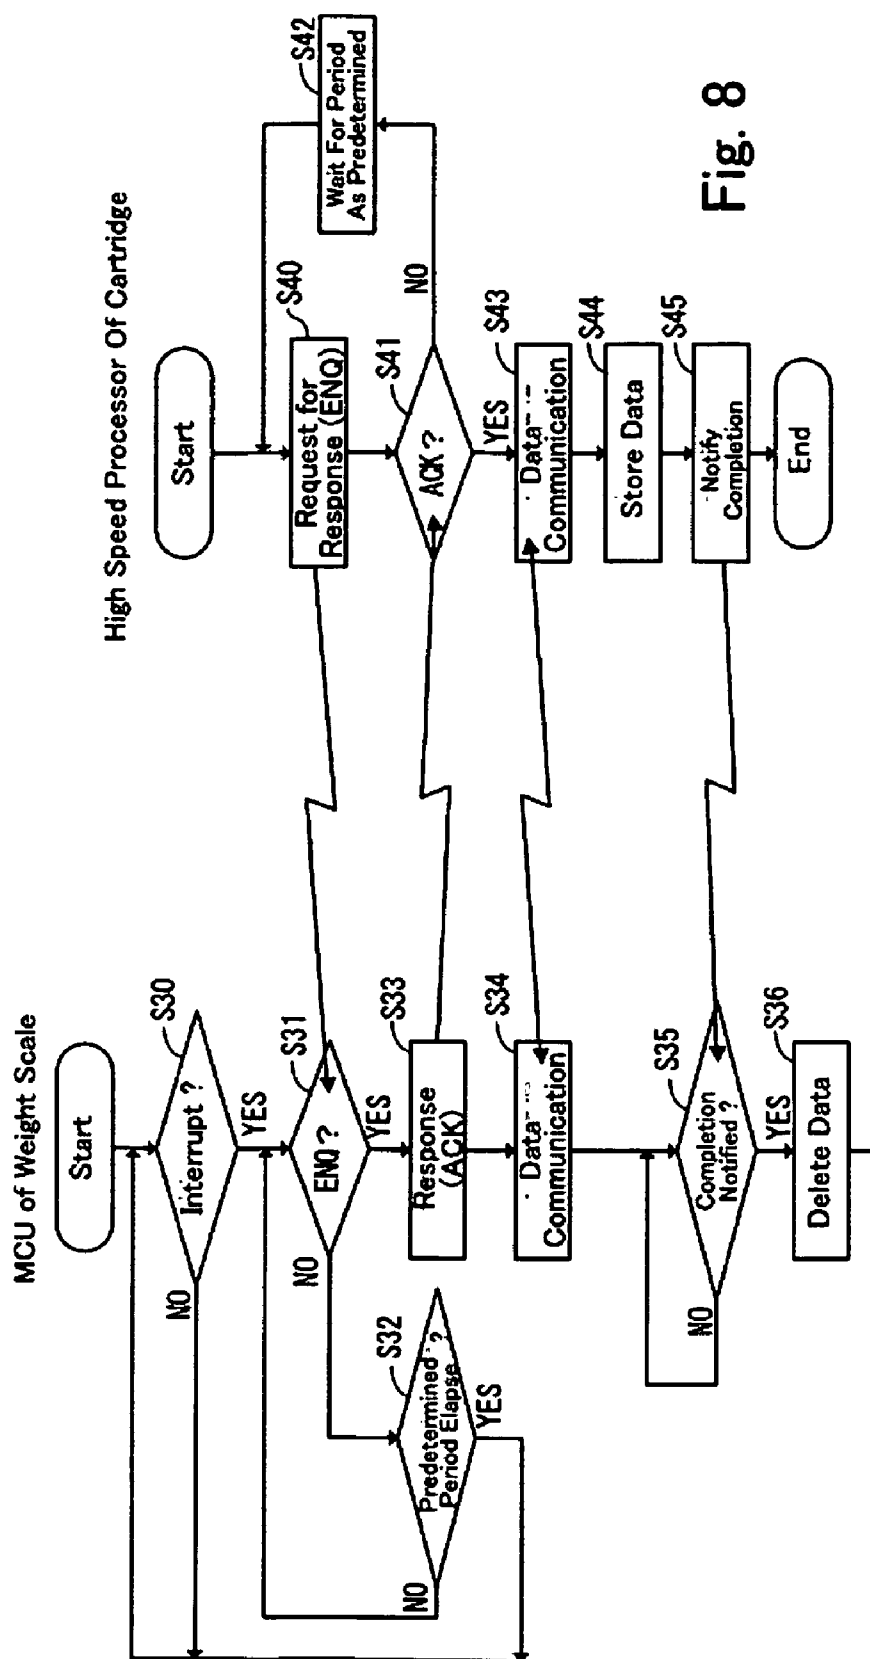 MCU of Weight Scale
Start
S30
Interrupt ?
YES
NO
S31
ENQ ?
YES
NO
S32
Predetermined ?
Period Elapse
YES
NO
S33
Response
(ACK)
S34
Data
Communication
S35
Completion
Notified ?
YES
NO
S36
Delete Data
High Speed Processor Of Cartridge
Start
S40
Request for
Response (ENQ)
S41
ACK ?
YES
NO
S42
Wait For Period
As Predetermined
S43
Data
Communication
S44
Store Data
S45
Notify
Completion
End
Fig. 8